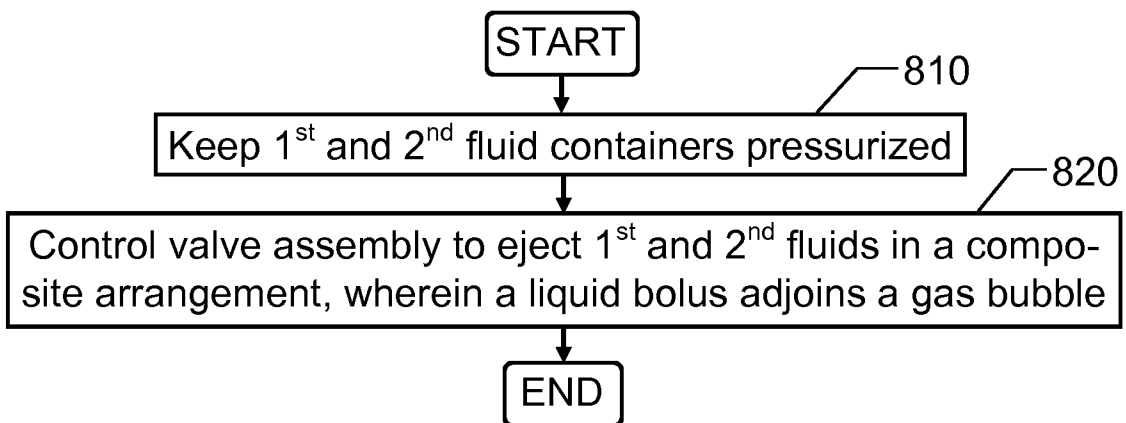 START
810
Keep 1st and 2nd fluid containers pressurized
820
Control valve assembly to eject 1st and 2nd fluids in a compo-
site arrangement, wherein a liquid bolus adjoins a gas bubble
END